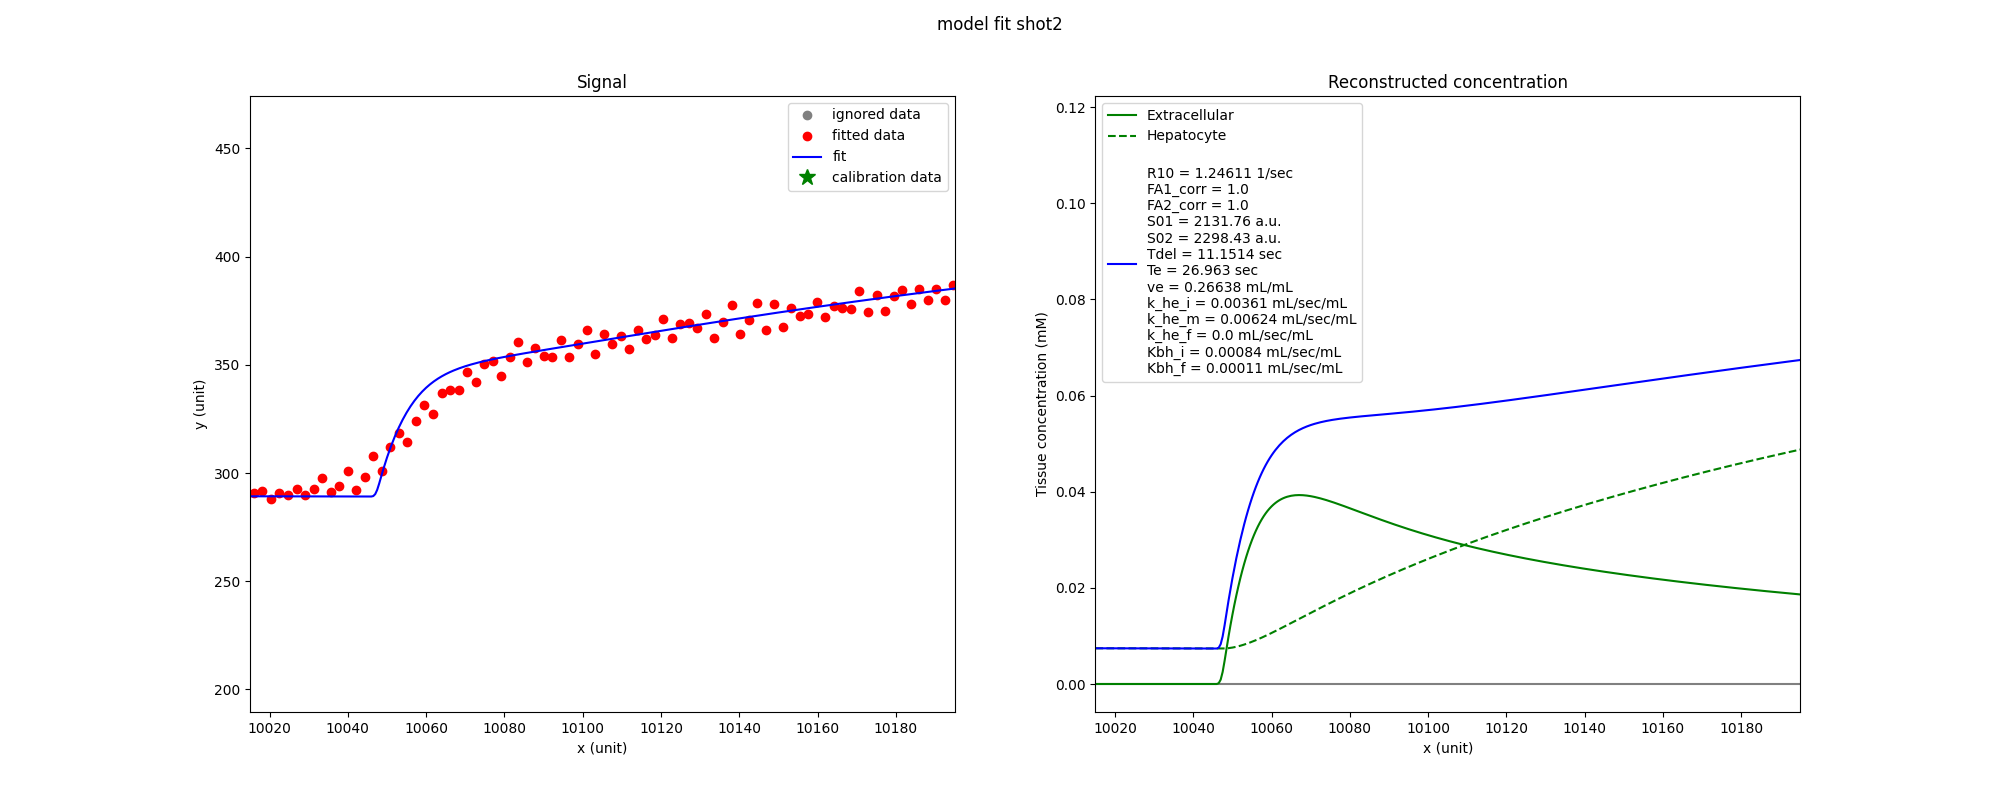 model fit shot2
Signal
ignored data
fitted data
fit
calibration data
450
400
350
300
250
200
y (unit)
10020 10040 10060 10080 10100 10120 10140 10160 10180
x (unit)
Reconstructed concentration
Extracellular
Hepatocyte
R10 = 1.24611 1/sec
FA1_corr = 1.0
FA2_corr = 1.0
S01 = 2131.76 a.u.
S02 = 2298.43 a.u.
Tdel = 11.1514 sec
Te = 26.963 sec
ve = 0.26638 mL/mL
k_he_i = 0.00361 mL/sec/mL
k_he_m = 0.00624 mL/sec/mL
k_he_f = 0.0 mL/sec/mL
Kbh_i = 0.00084 mL/sec/mL
Kbh_f = 0.00011 mL/sec/mL
0.12
0.10
0.08
0.06
0.04
0.02
0.00
Tissue concentration (mM)
10020 10040 10060 10080 10100 10120 10140 10160 10180
x (unit)